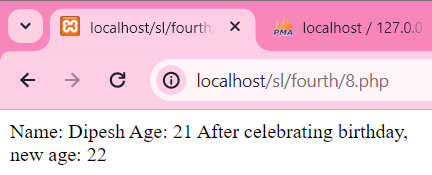 localhost/sl/fourth
PMA
localhost / 127.0.0
localhost/sl/fourth/8.php
Name: Dipesh Age: 21 After celebrating birthday,
new age: 22